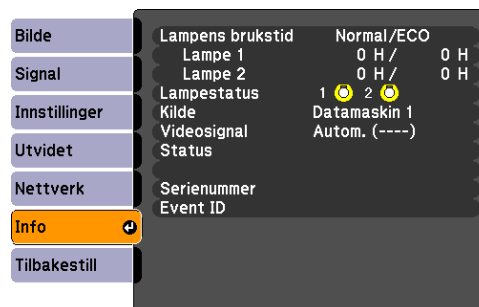 Bilde
Signal
Innstillinger
Utvidet
Nettverk
Info
Tilbakestill
Lampens brukstid Normal/ECO
Lampe 1 0 H / 0 H
Lampe 2 0 H / 0 H
Lampestatus 1 2
Kilde Datamaskin 1
Videosignal Autom. (----)
Status
Serienummer
Event ID